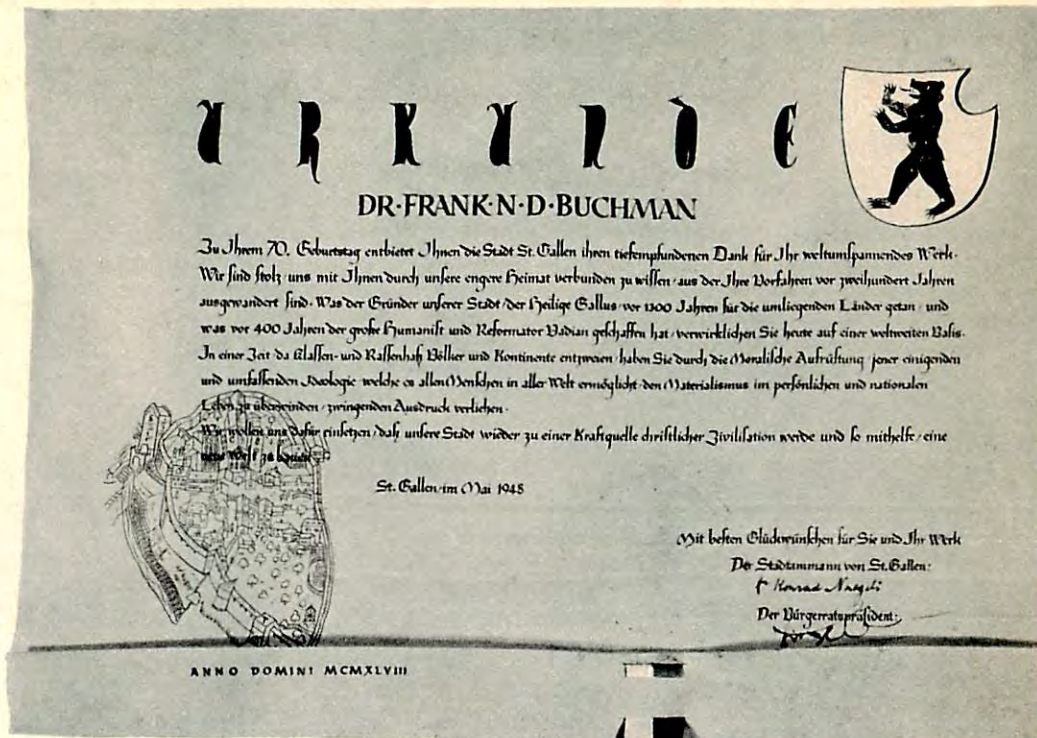 URKUNDE
DR·FRANK·N·D·BUCHMAN
Zu Ihrem 70. Geburtstag entbietet Ihnen die Stadt St. Gallen ihren tiefempfundenen Dank für Ihr weltumspannendes Werk·
Wir sind stolz· uns mit Ihnen durch unsere engere Heimat verbunden zu wissen· aus der Ihre Vorfahren vor zweihundert Jahren
ausgewandert sind· Was der Gründer unserer Stadt· der Heilige Gallus· vor 1300 Jahren für die umliegenden Länder getan· und
was vor 400 Jahren der große Humanist und Reformator Vadian geschaffen hat· verwirklichen Sie heute auf einer weltweiten Basis·
In einer Zeit· da Klassen- und Rassenhaß Völker und Kontinente entzweien· haben Sie durch die Moralische Aufrüstung· jener einigenden
und umfassenden Ideologie· welche es allen Menschen in aller Welt ermöglicht· den Materialismus im persönlichen und nationalen
Leben zu überwinden· zwingenden Ausdruck verliehen·
Wir wollen uns dafür einsetzen· daß unsere Stadt wieder zu einer Kraftquelle christlicher Zivilisation werde und so mithelfe· eine
neue Welt zu bauen·
St. Gallen· im Mai 1948
Mit besten Glückwünschen für Sie und Ihr Werk
Der Stadtammann von St. Gallen:
Konrad Naegeli
Der Bürgerratspräsident:
ANNO DOMINI MCMXLVIII